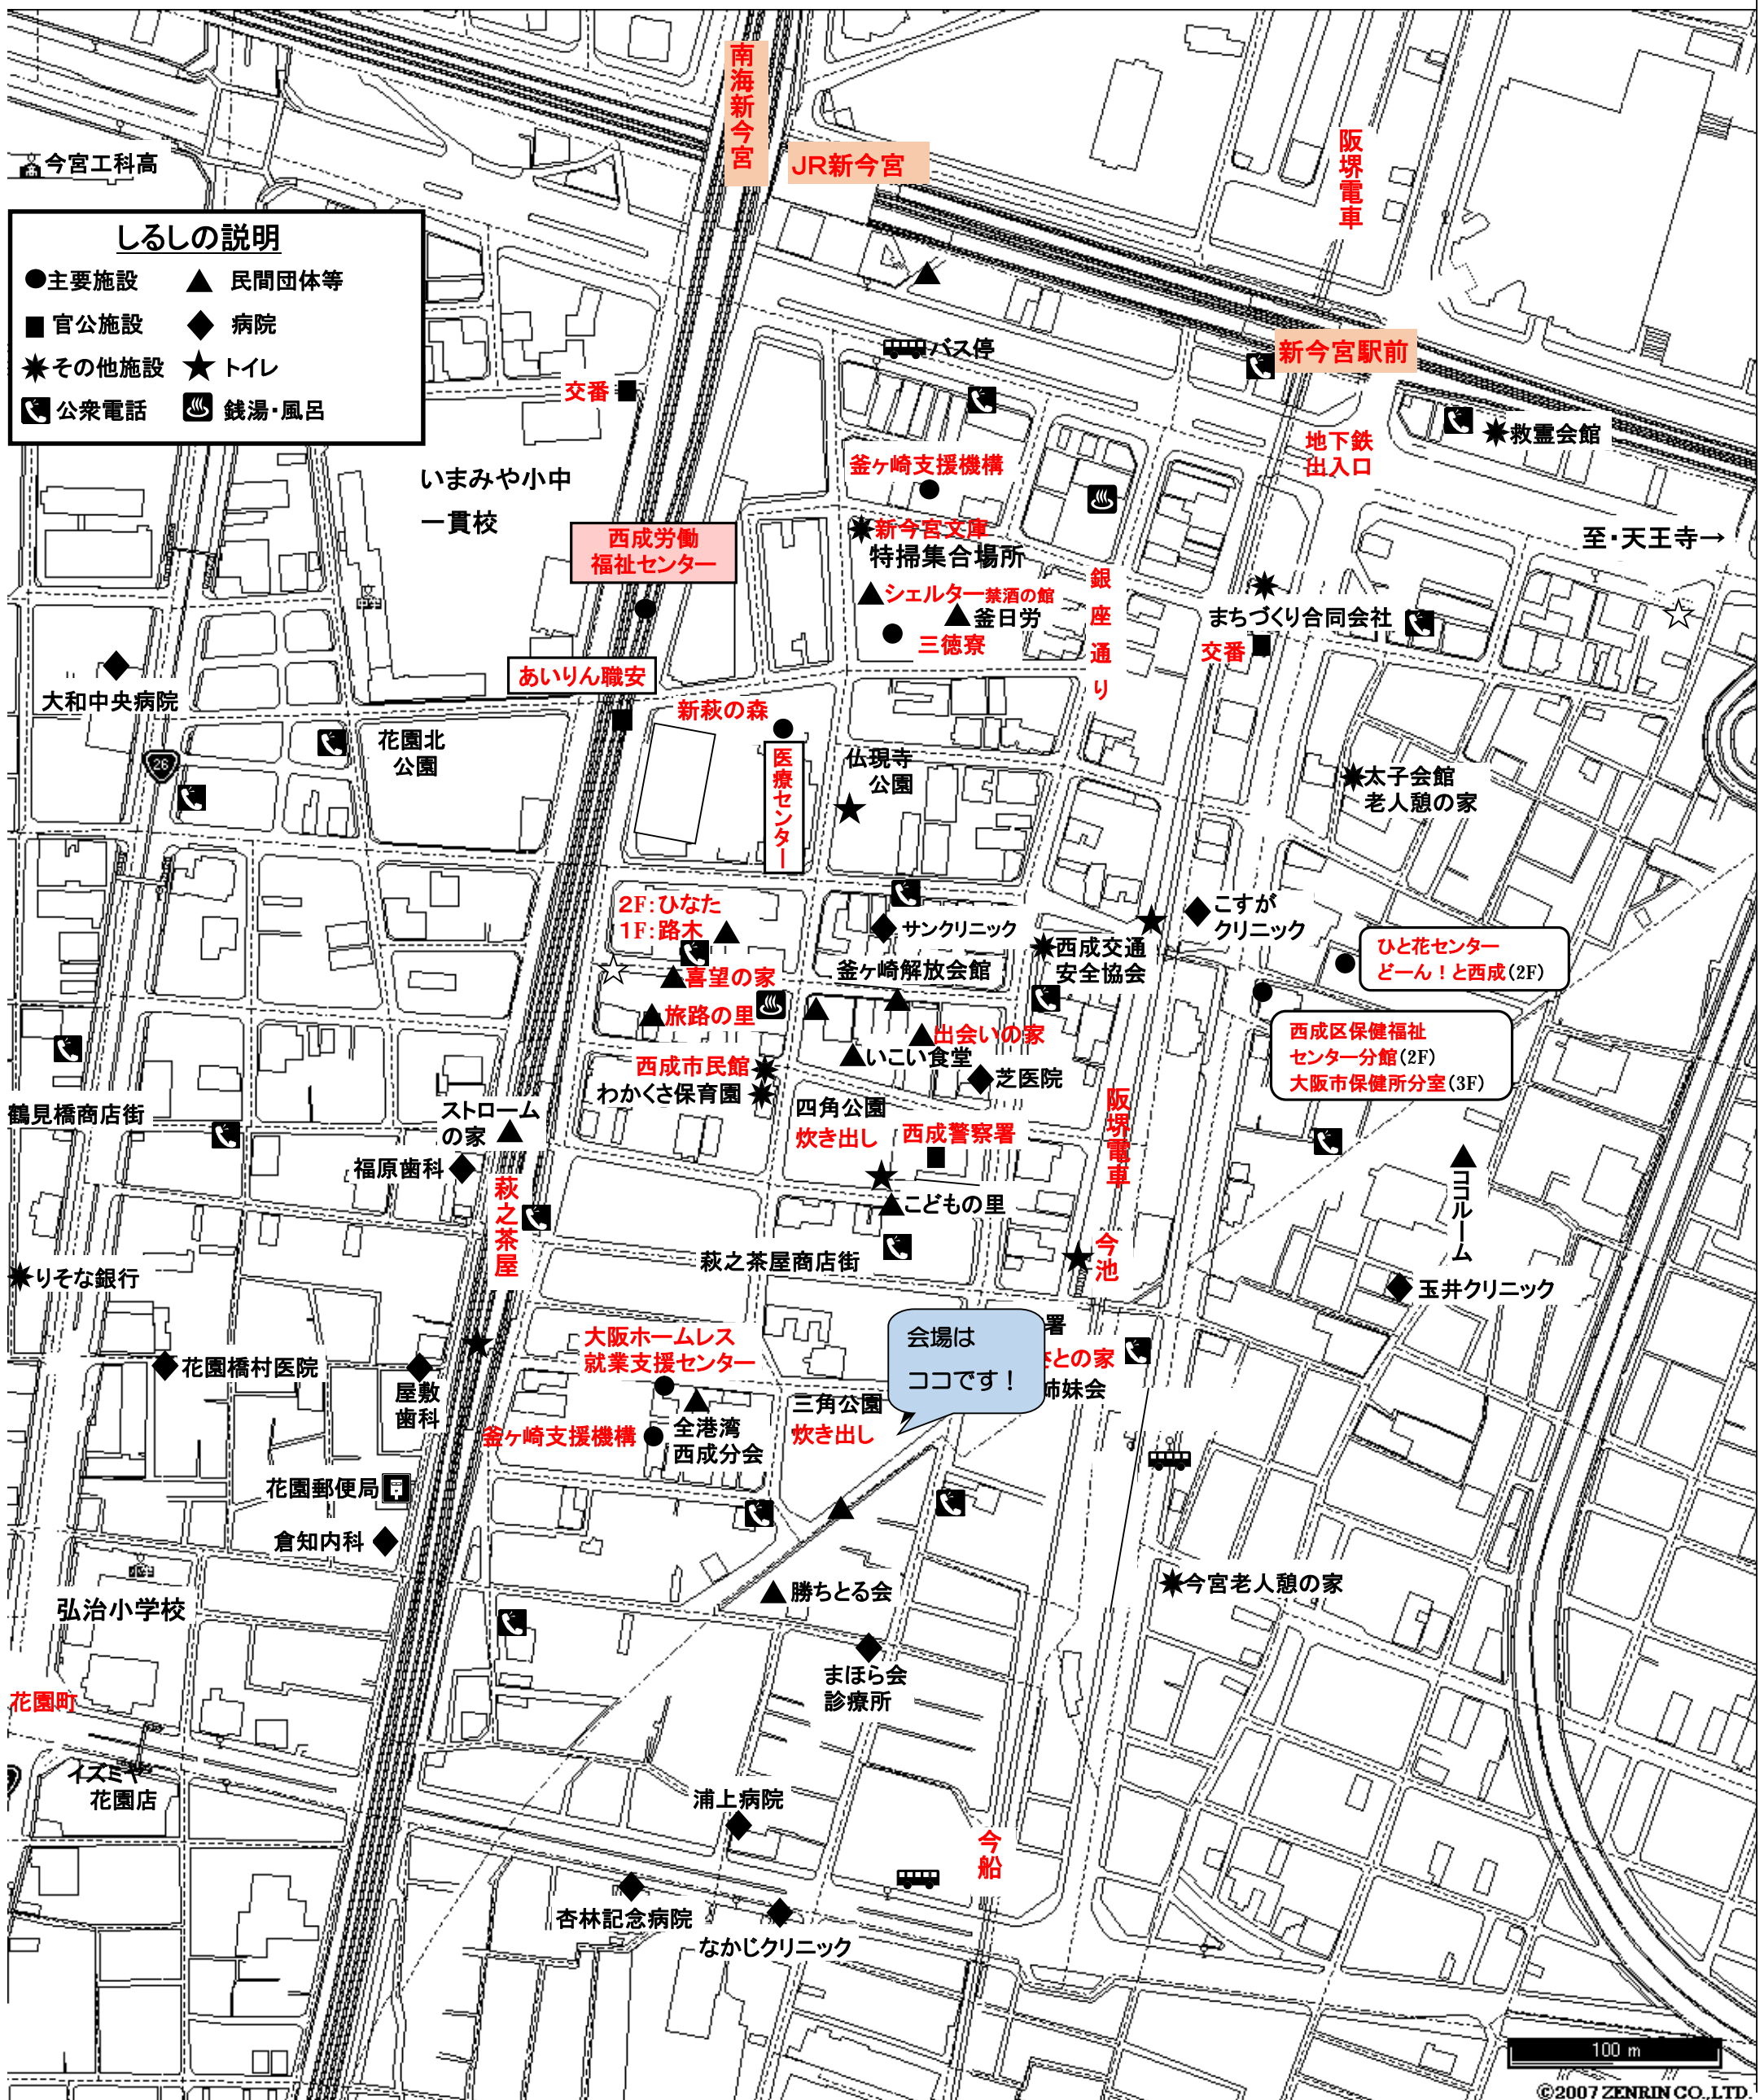 南海新今宮
JR新今宮
阪堺電車
今宮工科高
しるしの説明
主要施設
民間団体等
官公施設
病院
その他施設
トイレ
公衆電話
銭湯・風呂
バス停
新今宮駅前
交番
地下鉄
出入口
救霊会館
いまみや小中
一貫校
釜ヶ崎支援機構
西成労働
福祉センター
新今宮文庫
特掃集合場所
至・天王寺→
銀座通り
シェルター禁酒の館
釜日労
三徳寮
まちづくり合同会社
交番
あいりん職安
大和中央病院
新萩の森
花園北
公園
26
医療センター
仏現寺
公園
太子会館
老人憩の家
2F:ひなた
1F:路木
サンクリニック
こすが
クリニック
西成交通
安全協会
ひと花センター
どーん！と西成(2F)
釜ヶ崎解放会館
喜望の家
旅路の里
出会いの家
いこい食堂
西成区保健福祉
センター分館(2F)
大阪市保健所分室(3F)
西成市民館
わかくさ保育園
芝医院
鶴見橋商店街
ストローム
の家
四角公園
炊き出し
西成警察署
阪堺電車
福原歯科
萩之茶屋
こどもの里
ココルーム
萩之茶屋商店街
今池
りそな銀行
玉井クリニック
会場は
ココです！
署
との家
姉妹会
大阪ホームレス
就業支援センター
花園橋村医院
屋敷
歯科
三角公園
炊き出し
釜ヶ崎支援機構
全港湾
西成分会
花園郵便局
倉知内科
今宮老人憩の家
勝ちとる会
弘治小学校
まほら会
診療所
花園町
イズミヤ
花園店
浦上病院
今船
杏林記念病院
なかじクリニック
100 m
©2007 ZENRIN CO.,LTD.